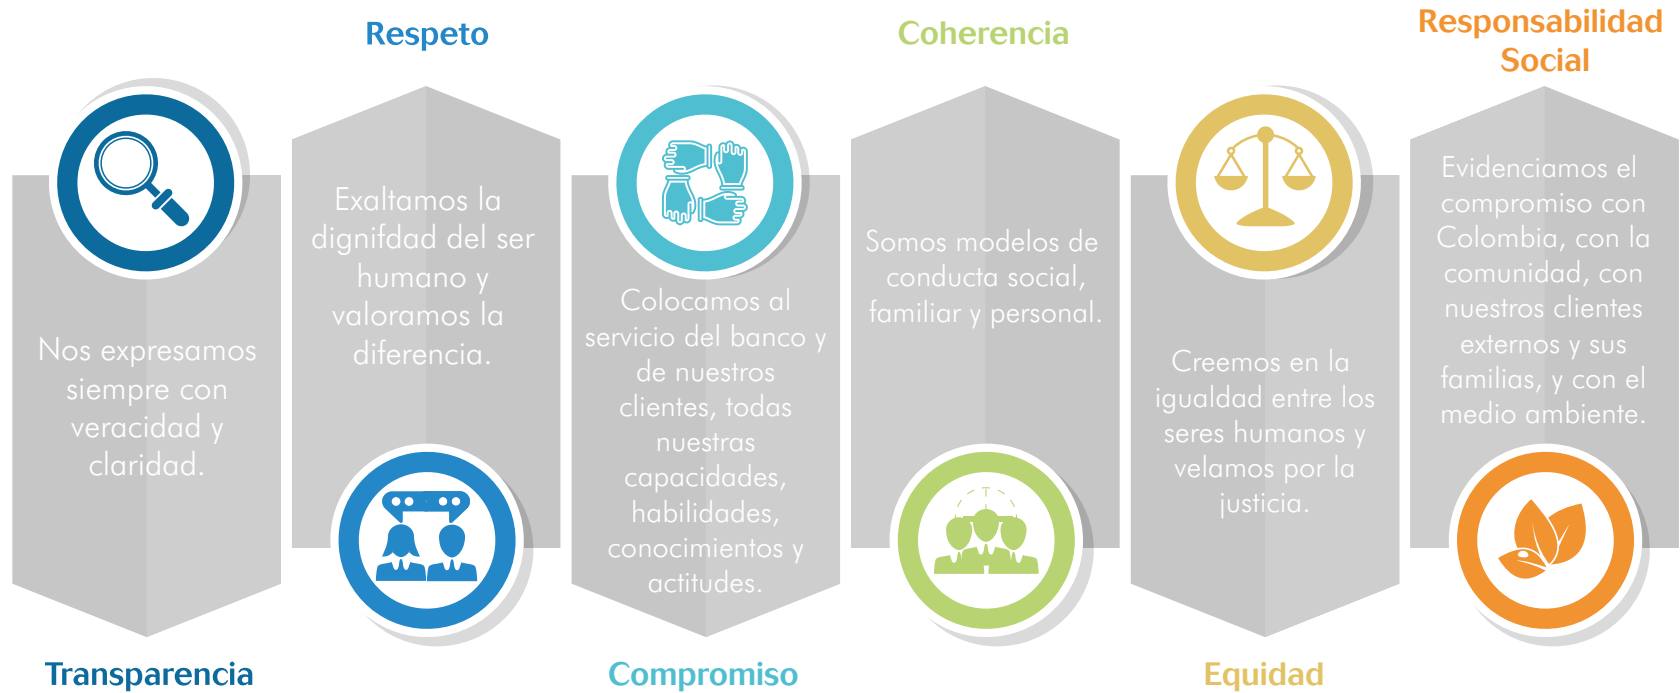 Nos expresamos
siempre con
veracidad y
claridad.
Transparencia
Respeto
Exaltamos la
dignifdad del ser
humano y
valoramos la
diferencia.
Colocamos al
servicio del banco y
de nuestros
clientes, todas
nuestras
capacidades,
habilidades,
conocimientos y
actitudes.
Compromiso
Coherencia
Somos modelos de
conducta social,
familiar y personal.
Creemos en la
igualdad entre los
seres humanos y
velamos por la
justicia.
Equidad
Responsabilidad
Social
Evidenciamos el
compromiso con
Colombia, con la
comunidad, con
nuestros clientes
externos y sus
familias, y con el
medio ambiente.